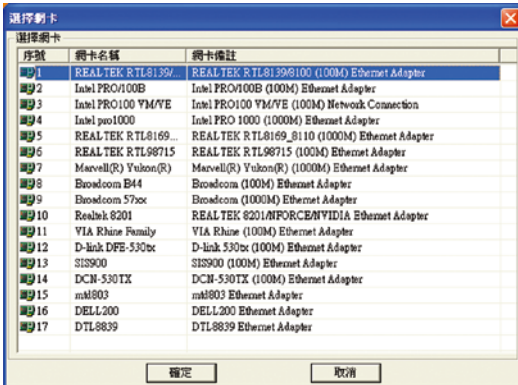 選擇網卡
選擇網卡
序號 網卡名稱 網卡備註
1 REALTEK RTL8139/... REALTEK RTL8139/8100 (100M) Ethernet Adapter
2 Intel PRO/100B Intel PRO/100B (100M) Ethernet Adapter
3 Intel PRO100 VM/VE Intel PRO100 VM/VE (100M) Network Connection
4 Intel pro1000 Intel PRO 1000 (1000M) Ethernet Adapter
5 REALTEK RTL8169... REALTEK RTL8169_8110 (1000M) Ethernet Adapter
6 REALTEK RTL98715 REALTEK RTL98715 (100M) Ethernet Adapter
7 Marvell(R) Yukon(R) Marvell(R) Yukon(R) (1000M) Ethernet Adapter
8 Broadcom B44 Broadcom (100M) Ethernet Adapter
9 Broadcom 57xx Broadcom (1000M) Ethernet Adapter
10 Realtek 8201 REALTEK 8201/NFORCE/NVIDIA Ethernet Adapter
11 VIA Rhine Family VIA Rhine (100M) Ethernet Adapter
12 D-link DFE-530tx D-link 530tx (100M) Ethernet Adapter
13 SIS900 SIS900 (100M) Ethernet Adapter
14 DCN-530TX DCN-530TX (100M) Ethernet Adapter
15 mtd803 mtd803 Ethernet Adapter
16 DELL200 DELL200 Ethernet Adapter
17 DTL8839 DTL8839 Ethernet Adapter
確定 取消